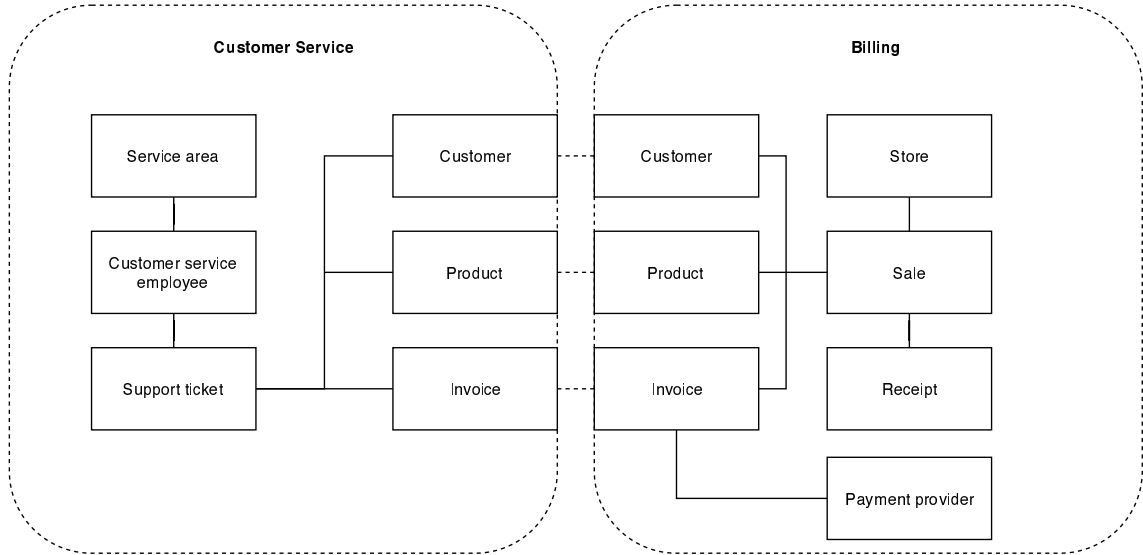 Customer Service
Billing
Service area
Customer
Customer
Store
Customer service
employee
Product
Product
Sale
Support ticket
Invoice
Invoice
Receipt
Payment provider